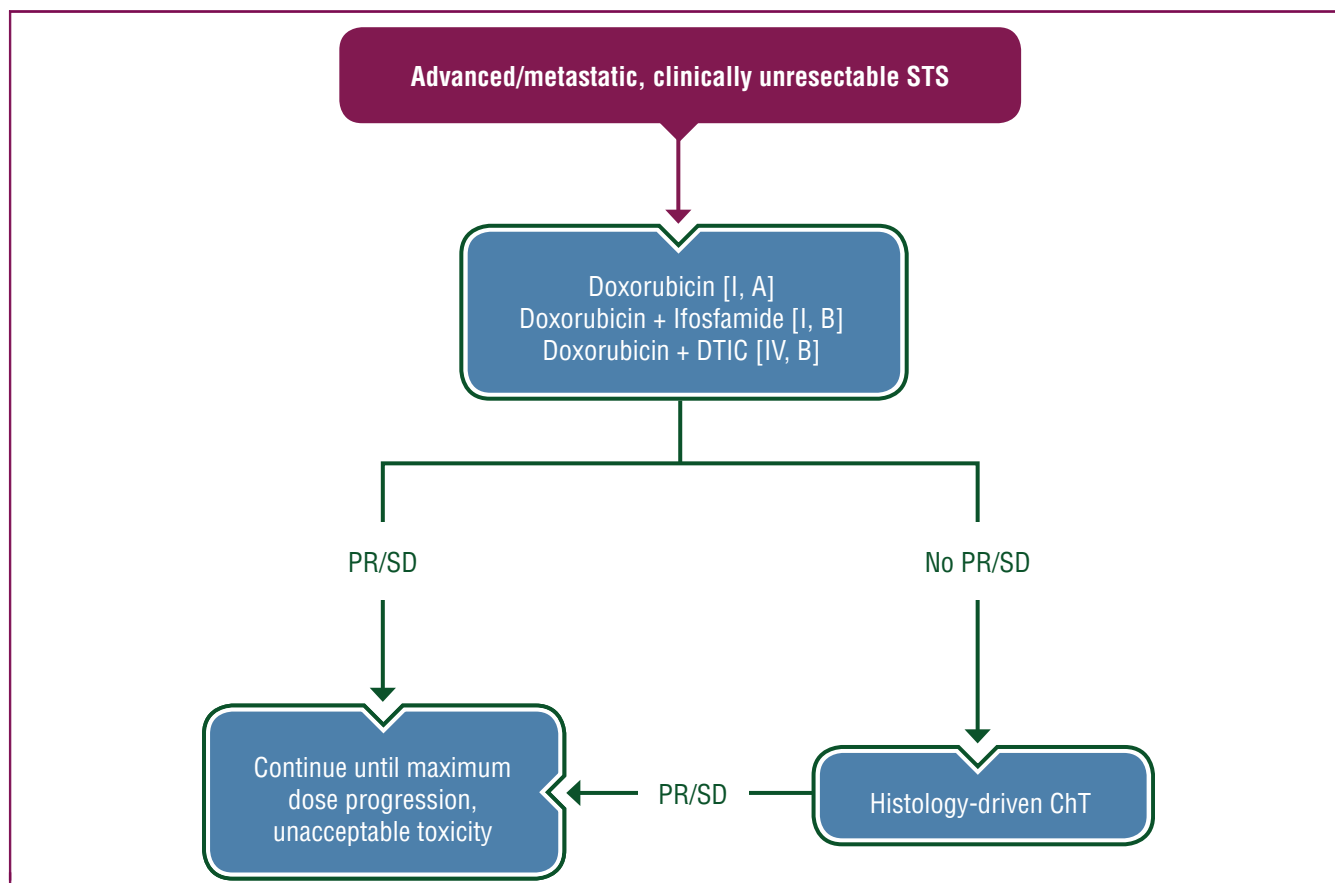 Advanced/metastatic, clinically unresectable STS
Doxorubicin [I, A]
Doxorubicin + Ifosfamide [I, B]
Doxorubicin + DTIC [IV, B]
PR/SD
No PR/SD
Continue until maximum
dose progression,
unacceptable toxicity
PR/SD
Histology-driven ChT